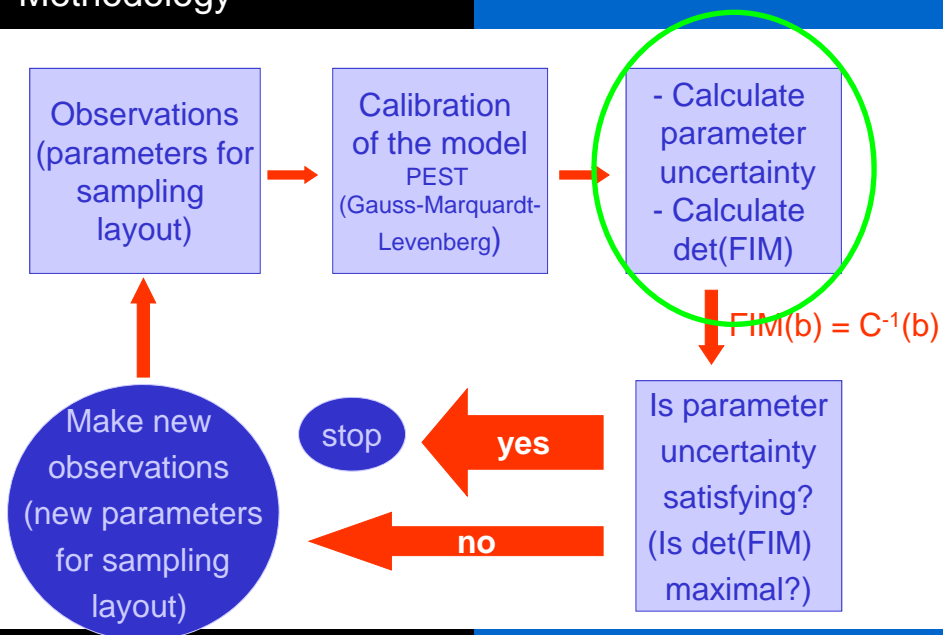 Methodology
Observations
(parameters for
sampling
layout)
Calibration
of the model
PEST
(Gauss-Marquardt-
Levenberg)
- Calculate
parameter
uncertainty
- Calculate
det(FIM)
FIM(b) = C⁻¹(b)
Is parameter
uncertainty
satisfying?
(Is det(FIM)
maximal?)
yes
stop
no
Make new
observations
(new parameters
for sampling
layout)